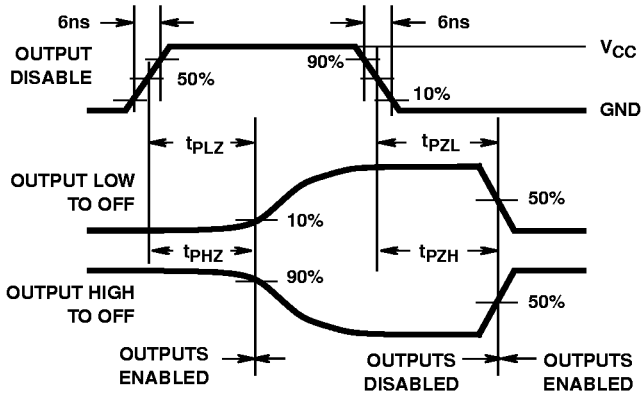 6ns
6ns
OUTPUT
DISABLE
50%
90%
10%
VCC
GND
tPLZ
tPZL
OUTPUT LOW
TO OFF
10%
50%
tPHZ
tPZH
OUTPUT HIGH
TO OFF
90%
50%
OUTPUTS
ENABLED
OUTPUTS
DISABLED
OUTPUTS
ENABLED